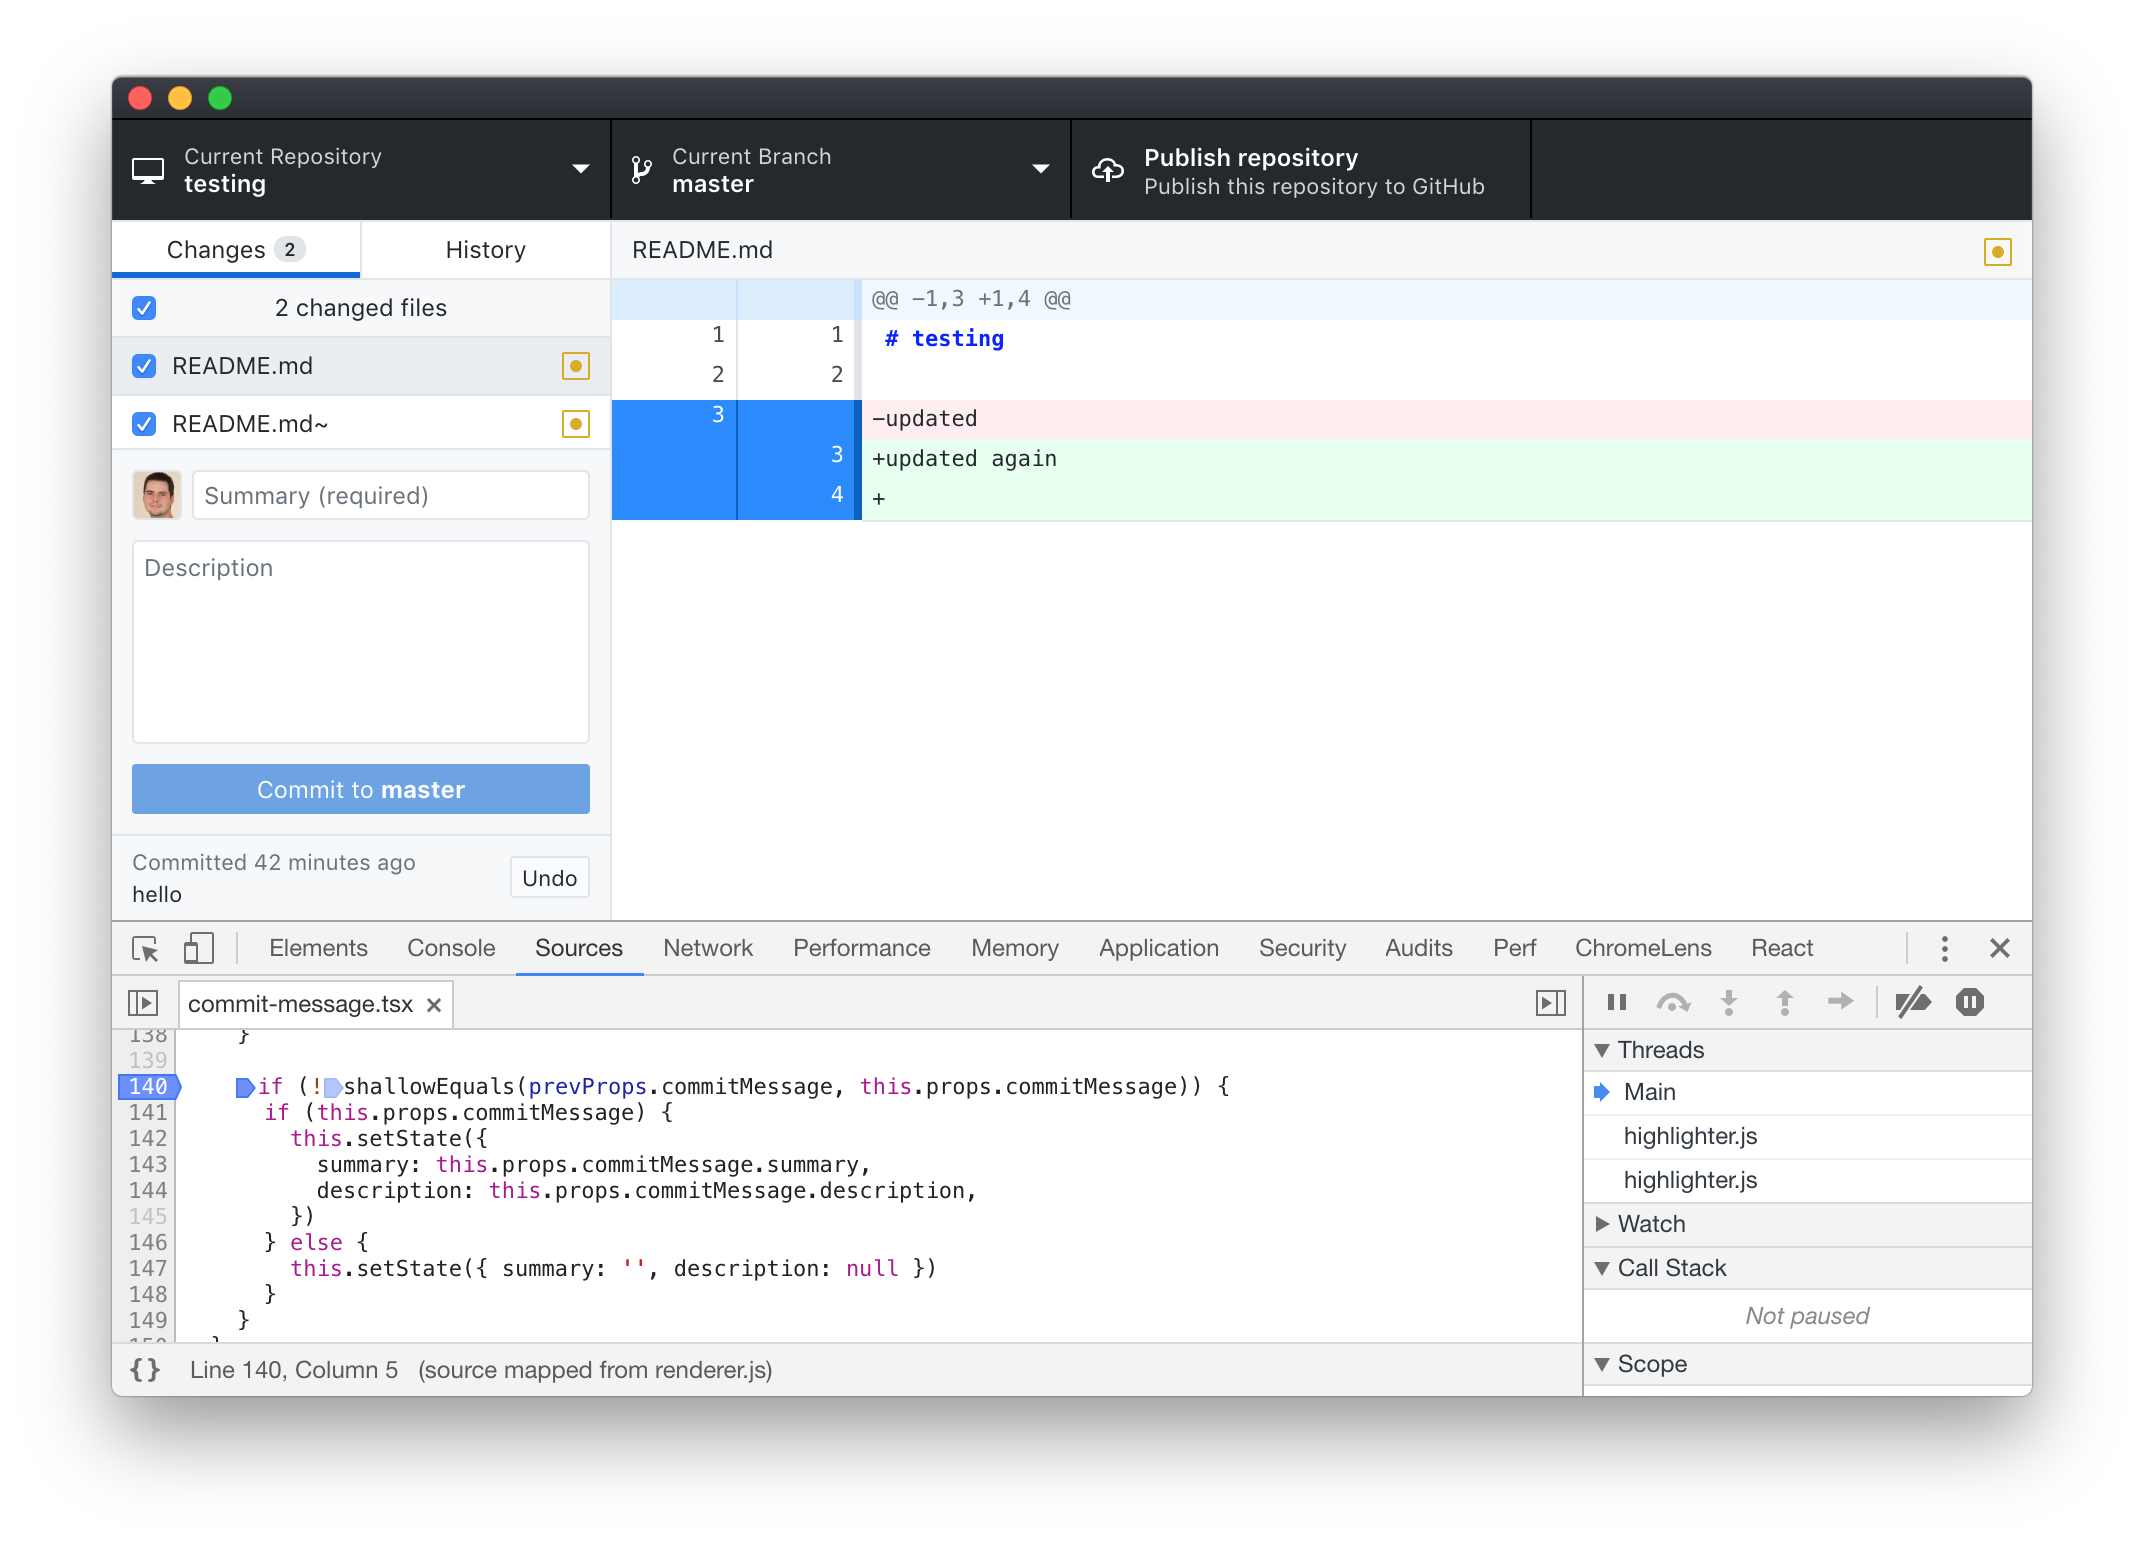 Current Repository
testing
Current Branch
master
Publish repository
Publish this repository to GitHub
Changes 2
History
README.md
2 changed files
README.md
README.md~
@@ -1,3 +1,4 @@
1 1 # testing
2 2
3 -updated
3 +updated again
4 +
Summary (required)
Description
Commit to master
Committed 42 minutes ago
hello
Undo
Elements Console Sources Network Performance Memory Application Security Audits Perf ChromeLens React
commit-message.tsx
138 }
139
140 if (!shallowEquals(prevProps.commitMessage, this.props.commitMessage)) {
141 if (this.props.commitMessage) {
142 this.setState({
143 summary: this.props.commitMessage.summary,
144 description: this.props.commitMessage.description,
145 })
146 } else {
147 this.setState({ summary: '', description: null })
148 }
149 }
150 }
{} Line 140, Column 5 (source mapped from renderer.js)
Threads
Main
highlighter.js
highlighter.js
Watch
Call Stack
Not paused
Scope